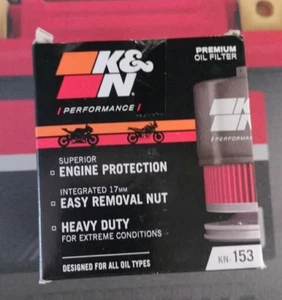 K&N
PERFORMANCE
PREMIUM
OIL FILTER
SUPERIOR
ENGINE PROTECTION
INTEGRATED 17MM
EASY REMOVAL NUT
HEAVY DUTY
FOR EXTREME CONDITIONS
DESIGNED FOR ALL OIL TYPES
KN-153